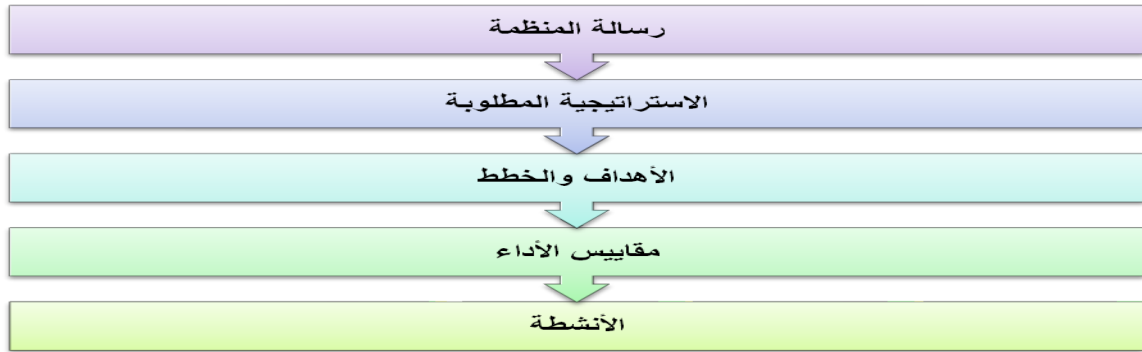 رسالة المنظمة
الاستراتيجية المطلوبة
الأهداف والخطط
مقاييس الأداء
الأنشطة